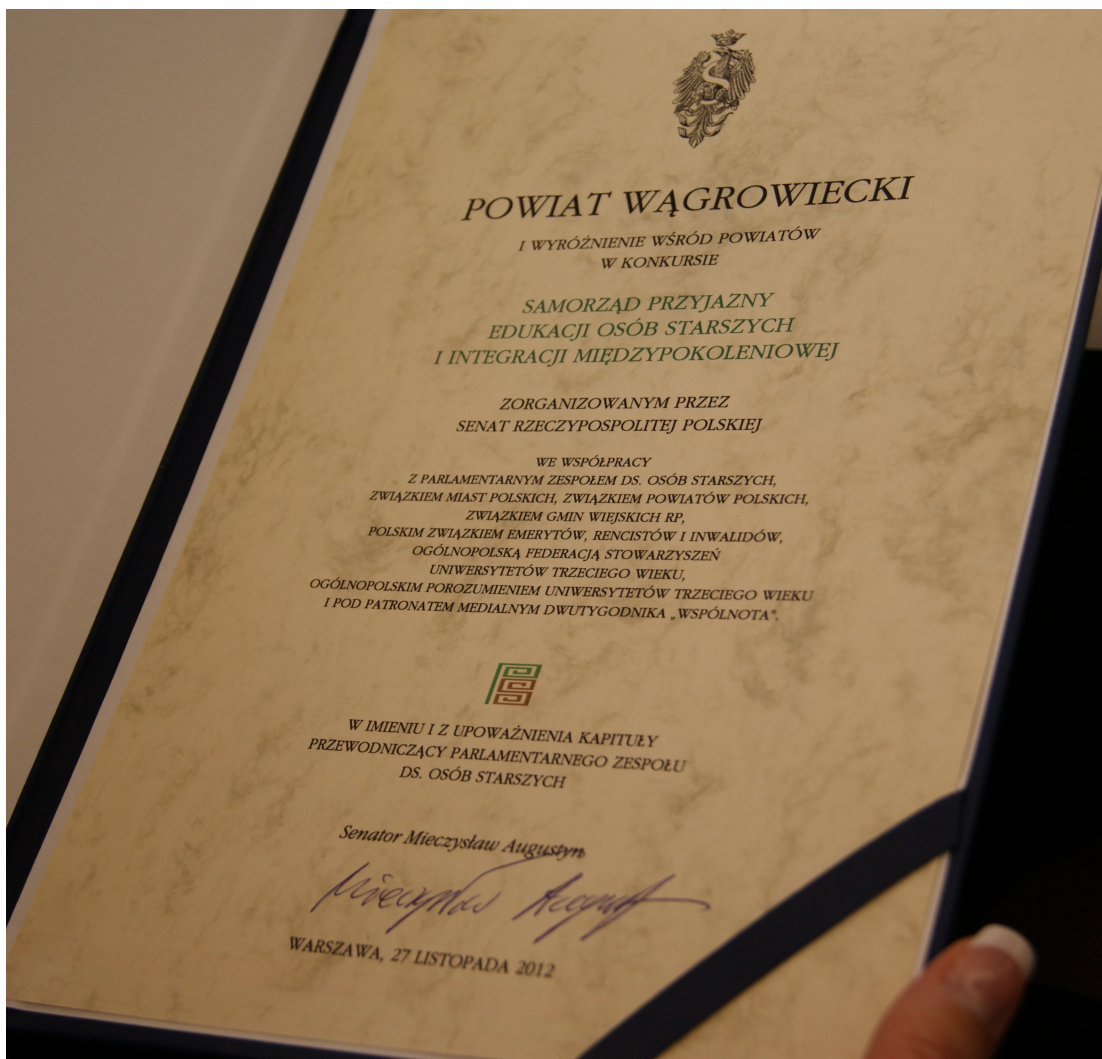 POWIAT WĄGROWIECKI
I WYRÓŻNIENIE WŚRÓD POWIATÓW
W KONKURSIE
SAMORZĄD PRZYJAZNY
EDUKACJI OSÓB STARSZYCH
I INTEGRACJI MIĘDZYPOKOLENIOWEJ
ZORGANIZOWANYM PRZEZ
SENAT RZECZYPOSPOLITEJ POLSKIEJ
WE WSPÓŁPRACY
Z PARLAMENTARNYM ZESPOŁEM DS. OSÓB STARSZYCH,
ZWIĄZKIEM MIAST POLSKICH, ZWIĄZKIEM POWIATÓW POLSKICH,
ZWIĄZKIEM GMIN WIEJSKICH RP,
POLSKIM ZWIĄZKIEM EMERYTÓW, RENCISTÓW I INWALIDÓW,
OGÓLNOPOLSKĄ FEDERACJĄ STOWARZYSZEŃ
UNIWERSYTETÓW TRZECIEGO WIEKU,
OGÓLNOPOLSKIM POROZUMIENIEM UNIWERSYTETÓW TRZECIEGO WIEKU
I POD PATRONATEM MEDIALNYM DWUTYGODNIKA „WSPÓLNOTA".
W IMIENIU I Z UPOWAŻNIENIA KAPITUŁY
PRZEWODNICZĄCY PARLAMENTARNEGO ZESPOŁU
DS. OSÓB STARSZYCH
Senator Mieczysław Augustyn
Mieczysław Augustyn
WARSZAWA, 27 LISTOPADA 2012